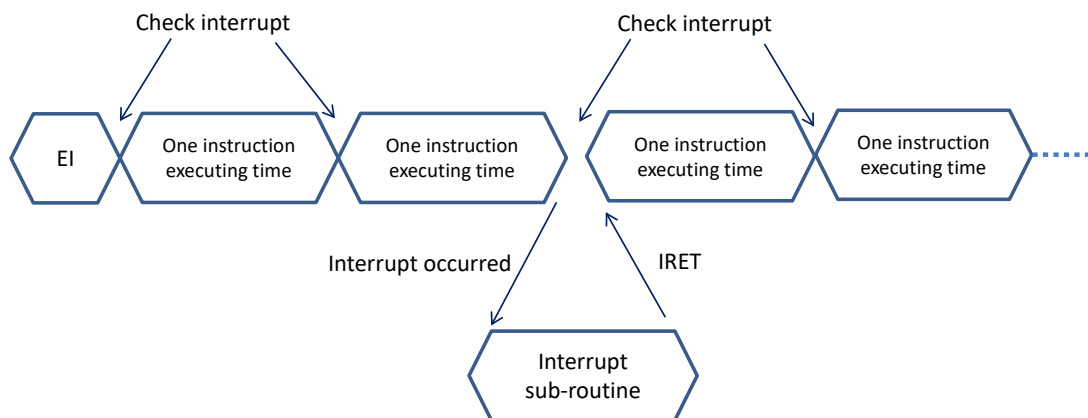 Check interrupt
Check interrupt
EI
One instruction
executing time
One instruction
executing time
One instruction
executing time
One instruction
executing time
Interrupt occurred
IRET
Interrupt
sub-routine